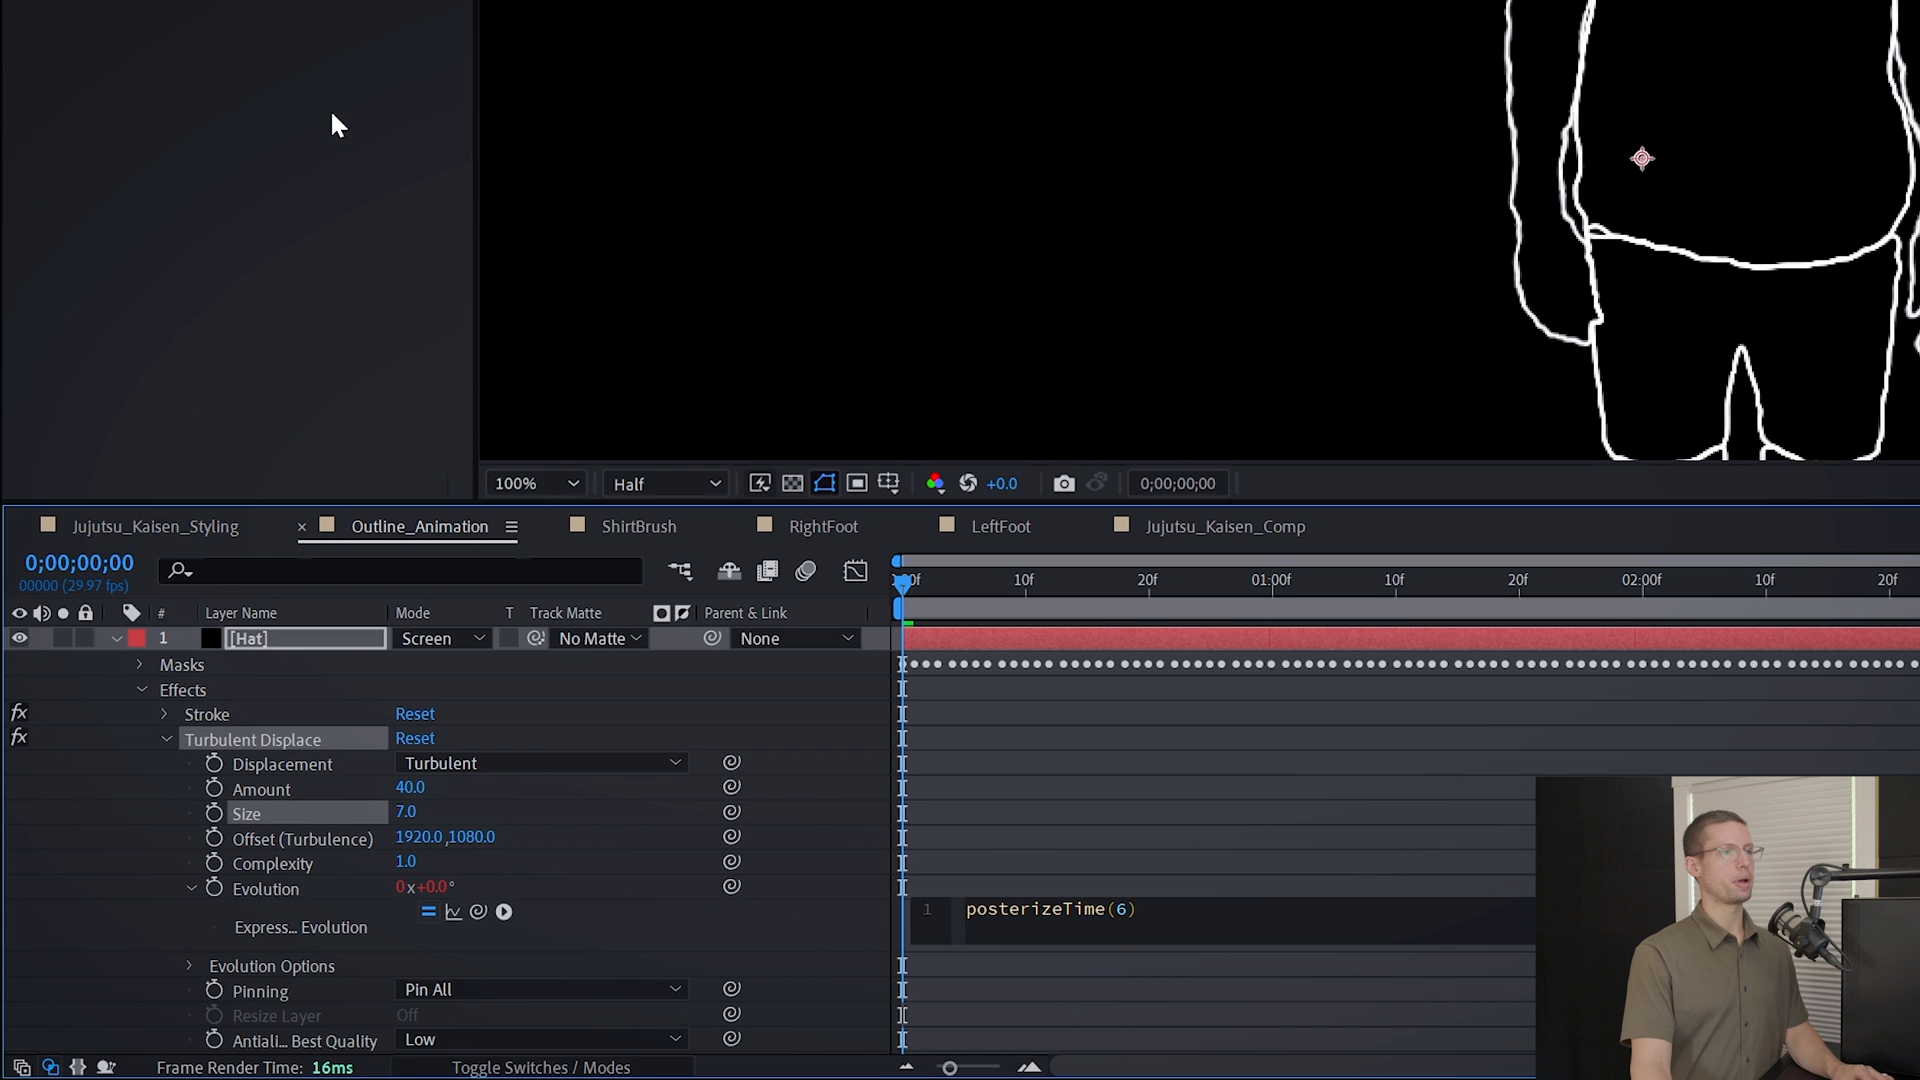 100%
Half
+0.0
0;00;00;00
Jujutsu_Kaisen_Styling
Outline_Animation
ShirtBrush
RightFoot
LeftFoot
Jujutsu_Kaisen_Comp
0;00;00;00
00000 (29.97 fps)
10f
20f
01:00f
10f
20f
02:00f
10f
20f
#
Layer Name
Mode
T
Track Matte
Parent & Link
1
[Hat]
Screen
No Matte
None
Masks
Effects
fx
Stroke
Reset
fx
Turbulent Displace
Reset
Displacement
Turbulent
Amount
40.0
Size
7.0
Offset (Turbulence)
1920.0,1080.0
Complexity
1.0
Evolution
0x+0.0°
Express... Evolution
1
posterizeTime(6)
Evolution Options
Pinning
Pin All
Resize Layer
Off
Antiali... Best Quality
Low
Frame Render Time: 16ms
Toggle Switches / Modes